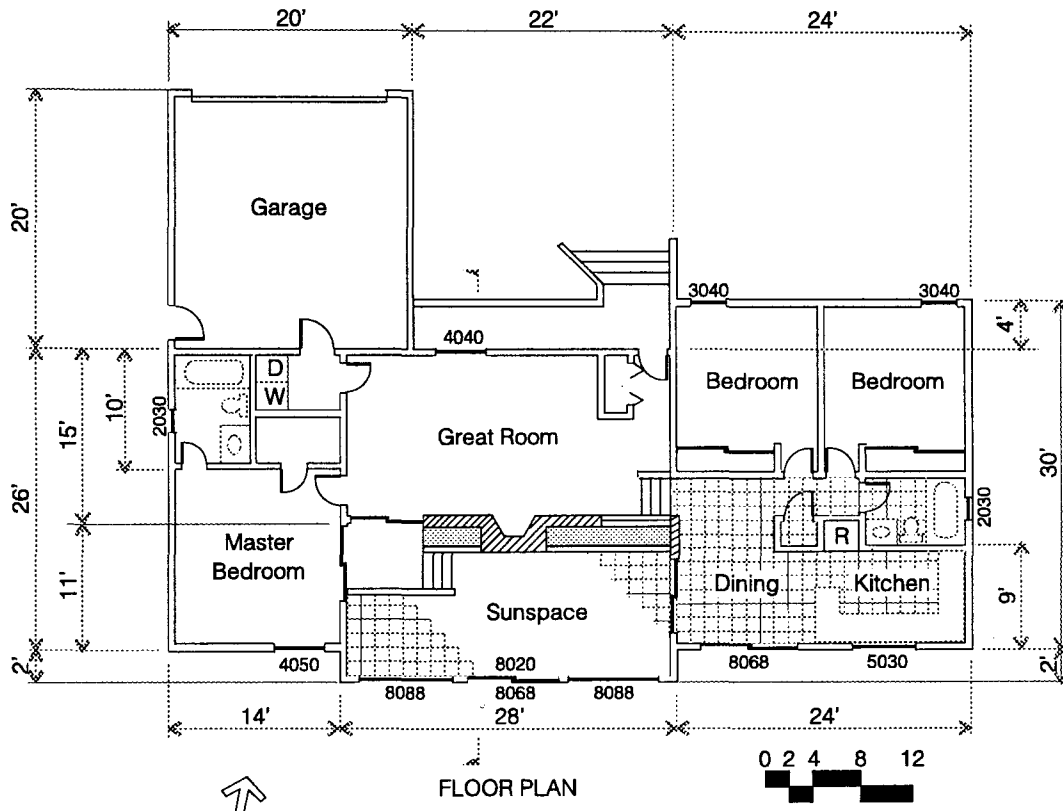 20'
22'
24'
Garage
20'
3040
3040
4'
4040
D
W
Bedroom
Bedroom
2030
10'
15'
Great Room
26'
30'
2030
R
Master
Bedroom
11'
Dining
Kitchen
9'
Sunspace
4050
8020
8068
5030
2'
2'
8088
8068
8088
14'
28'
24'
0 2 4 8 12
FLOOR PLAN